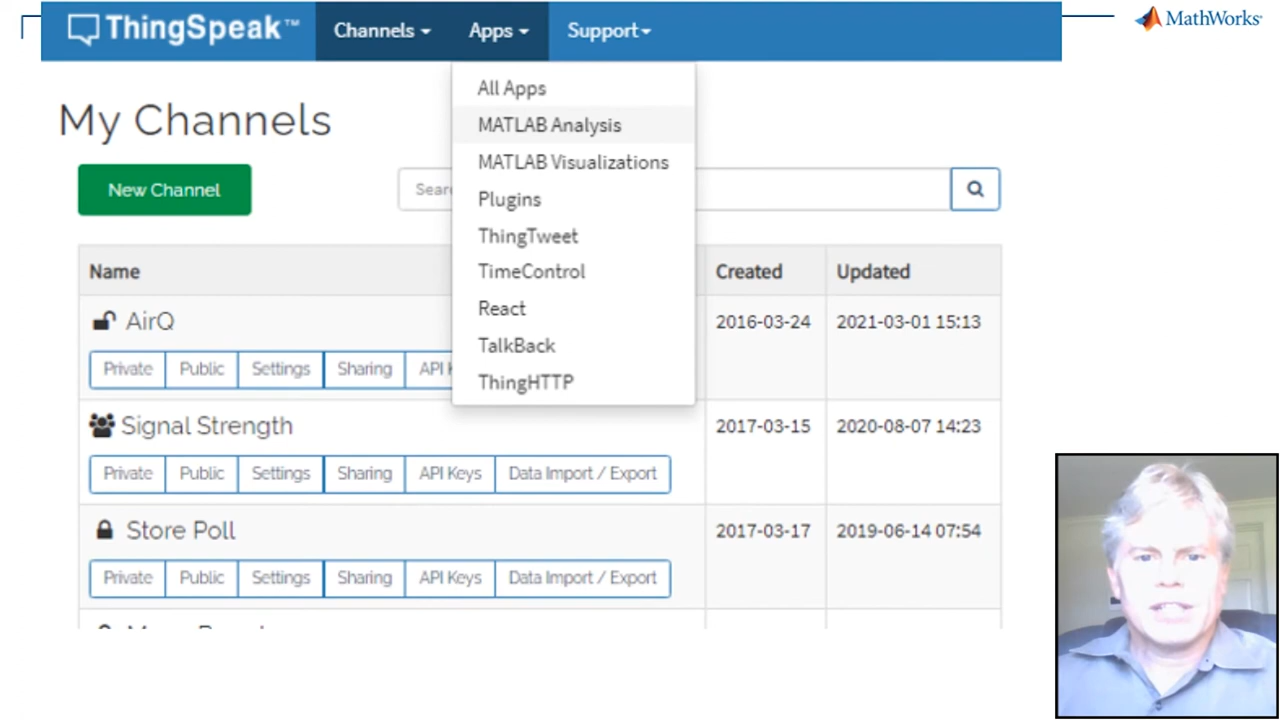 ThingSpeak™ Channels Apps Support
MathWorks®
All Apps
MATLAB Analysis
MATLAB Visualizations
Plugins
ThingTweet
TimeControl
React
TalkBack
ThingHTTP
My Channels
New Channel
Sear
Name Created Updated
AirQ 2016-03-24 2021-03-01 15:13
Private Public Settings Sharing API K
Signal Strength 2017-03-15 2020-08-07 14:23
Private Public Settings Sharing API Keys Data Import / Export
Store Poll 2017-03-17 2019-06-14 07:54
Private Public Settings Sharing API Keys Data Import / Export